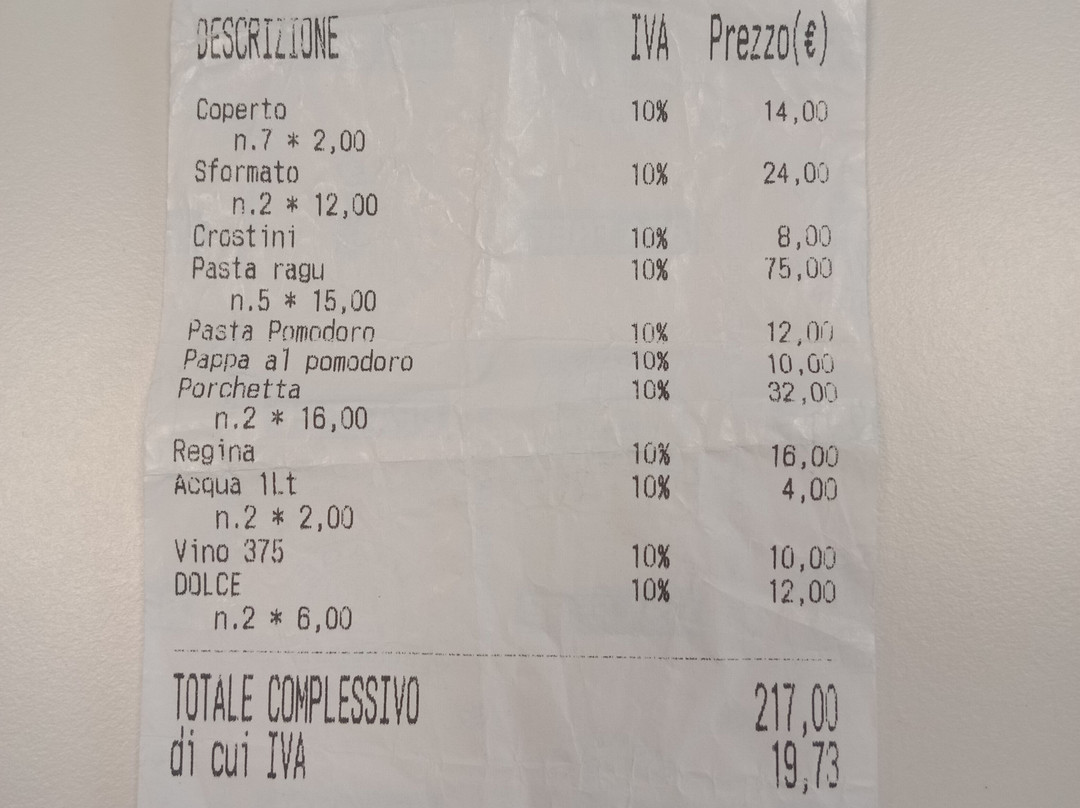 DESCRIZIONE IVA Prezzo(€)
Coperto 10% 14,00
n.7 * 2,00
Sformato 10% 24,00
n.2 * 12,00
Crostini 10% 8,00
Pasta ragu 10% 75,00
n.5 * 15,00
Pasta Pomodoro 10% 12,00
Pappa al pomodoro 10% 10,00
Porchetta 10% 32,00
n.2 * 16,00
Regina 10% 16,00
Acqua 1Lt 10% 4,00
n.2 * 2,00
Vino 375 10% 10,00
DOLCE 10% 12,00
n.2 * 6,00
TOTALE COMPLESSIVO 217,00
di cui IVA 19,73